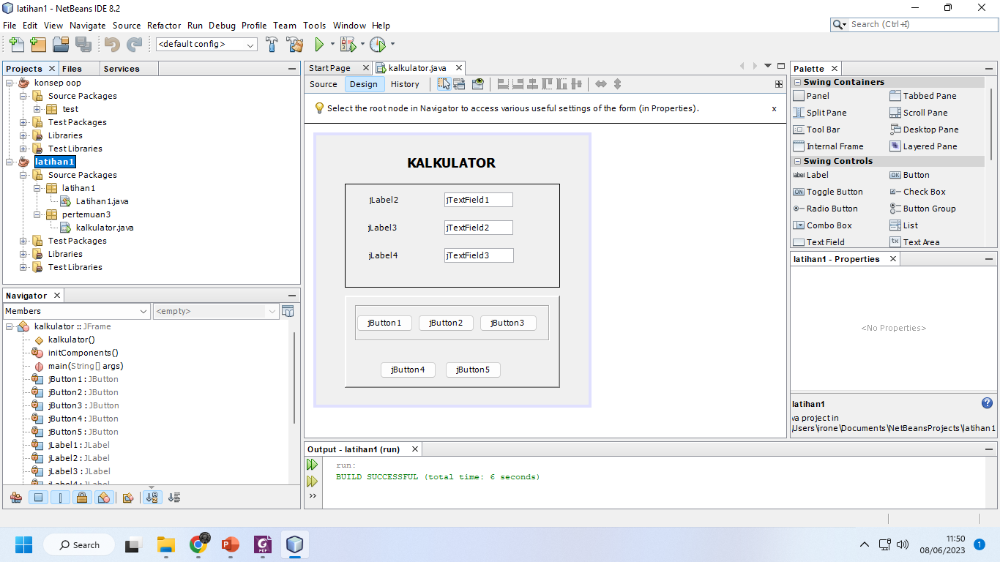 latihan1 - NetBeans IDE 8.2
File Edit View Navigate Source Refactor Run Debug Profile Team Tools Window Help
Search (Ctrl+I)
<default config>
Projects Files Services
konsep oop
Source Packages
test
Test Packages
Libraries
Test Libraries
latihan1
Source Packages
latihan1
Latihan1.java
pertemuan3
kalkulator.java
Test Packages
Libraries
Test Libraries
Navigator
Members <empty>
kalkulator :: JFrame
kalkulator()
initComponents()
main(String[] args)
jButton1 : JButton
jButton2 : JButton
jButton3 : JButton
jButton4 : JButton
jButton5 : JButton
jLabel1 : JLabel
jLabel2 : JLabel
jLabel3 : JLabel
jLabel4 : JLabel
Start Page kalkulator.java
Source Design History
Select the root node in Navigator to access various useful settings of the form (in Properties). x
KALKULATOR
jLabel2 jTextField1
jLabel3 jTextField2
jLabel4 jTextField3
jButton1 jButton2 jButton3
jButton4 jButton5
Output - latihan1 (run)
run:
BUILD SUCCESSFUL (total time: 6 seconds)
Palette
Swing Containers
Panel Tabbed Pane
Split Pane Scroll Pane
Tool Bar Desktop Pane
Internal Frame Layered Pane
Swing Controls
label Label OK Button
ON Toggle Button Check Box
Radio Button Button Group
Combo Box List
Text Field Text Area
latihan1 - Properties
<No Properties>
latihan1
va project in
\Users\irone\Documents\NetBeansProjects\latihan1
Search
PDF
11:50
08/06/2023
1